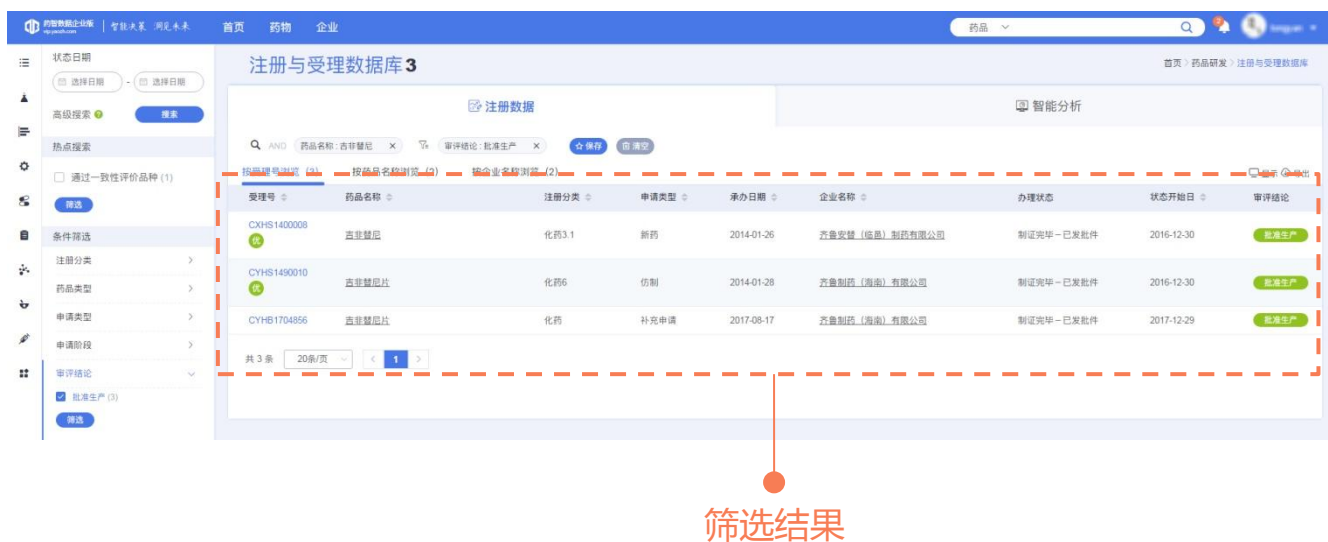 药智数据企业版 智能决策 洞见未来 首页 药物 企业 药品
vip.yaozh.com
状态日期
选择日期 - 选择日期
高级搜索 搜索
热点搜索
通过一致性评价品种 (1)
筛选
条件筛选
注册分类
药品类型
申请类型
申请阶段
审评结论
批准生产 (3)
筛选
注册与受理数据库3 首页 > 药品研发 > 注册与受理数据库
注册数据 智能分析
AND 药品名称:吉非替尼 X 审评结论:批准生产 X 保存 清空
按受理号浏览 (3) 按药品名称浏览 (2) 按企业名称浏览 (2) 显示 导出
受理号 药品名称 注册分类 申请类型 承办日期 企业名称 办理状态 状态开始日 审评结论
CXHS1400008 优 吉非替尼 化药3.1 新药 2014-01-26 齐鲁安替(临邑)制药有限公司 制证完毕-已发批件 2016-12-30 批准生产
CYHS1490010 优 吉非替尼片 化药6 仿制 2014-01-28 齐鲁制药(海南)有限公司 制证完毕-已发批件 2016-12-30 批准生产
CYHB1704856 吉非替尼片 化药 补充申请 2017-08-17 齐鲁制药(海南)有限公司 制证完毕-已发批件 2017-12-29 批准生产
共 3 条 20条/页 < 1 >
筛选结果